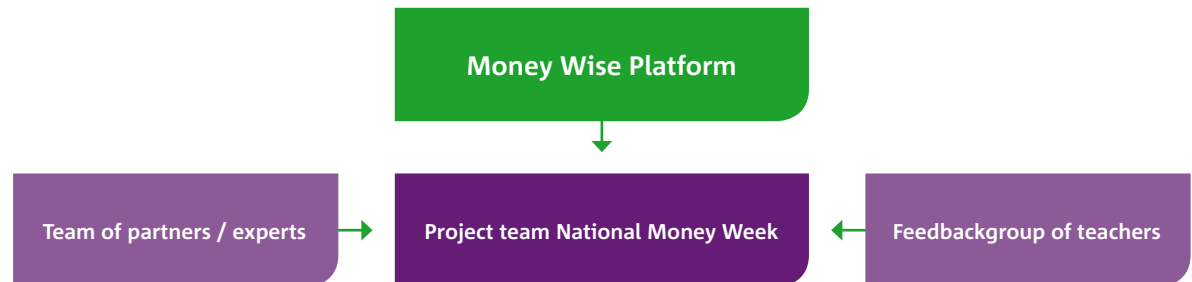 Money Wise Platform
Team of partners / experts
Project team National Money Week
Feedbackgroup of teachers